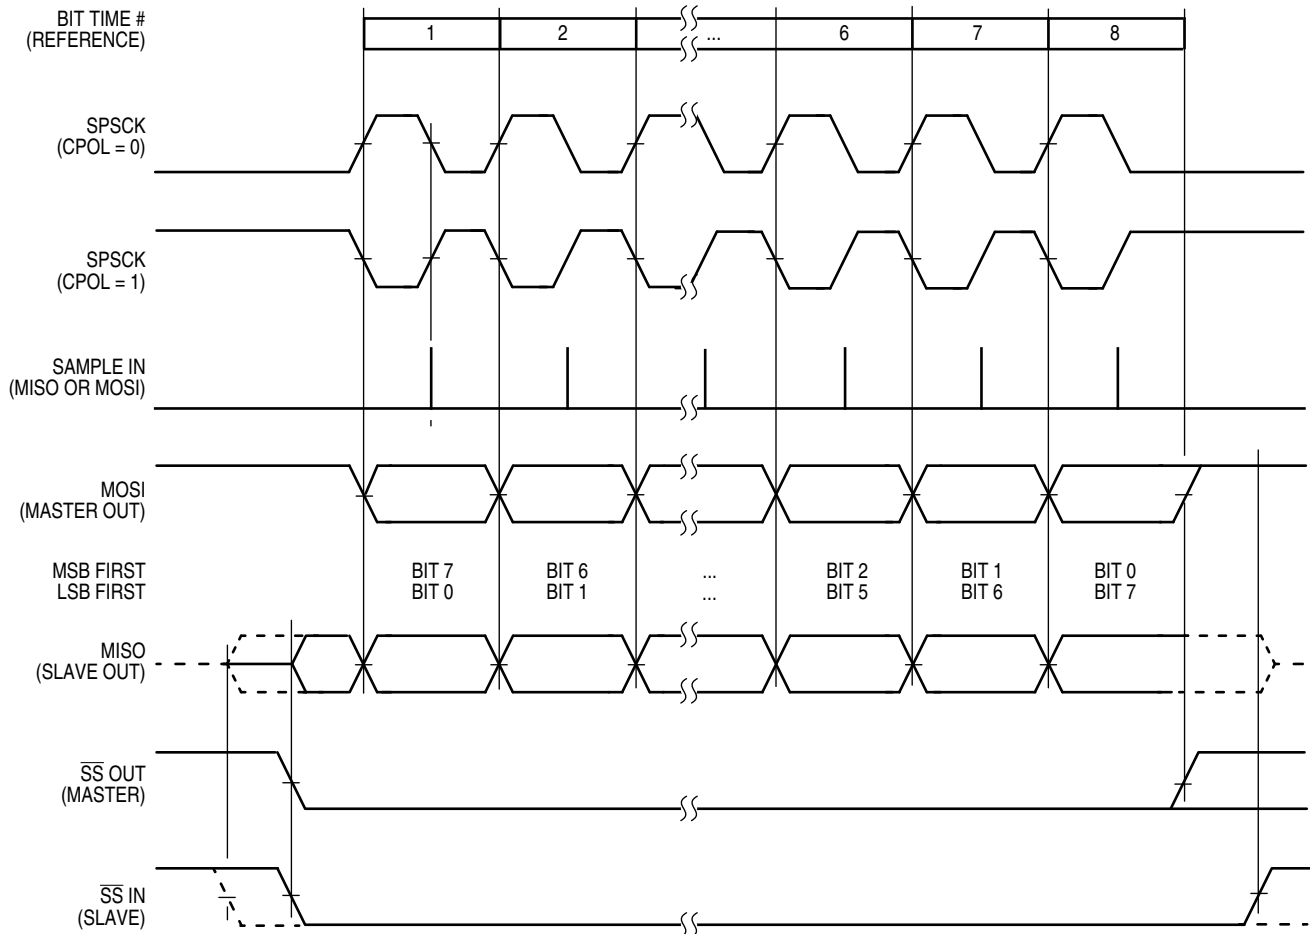 BIT TIME #
(REFERENCE)
1 2 ... 6 7 8
SPSCK
(CPOL = 0)
SPSCK
(CPOL = 1)
SAMPLE IN
(MISO OR MOSI)
MOSI
(MASTER OUT)
MSB FIRST BIT 7 BIT 6 ... BIT 2 BIT 1 BIT 0
LSB FIRST BIT 0 BIT 1 ... BIT 5 BIT 6 BIT 7
MISO
(SLAVE OUT)
S̅S̅ OUT
(MASTER)
S̅S̅ IN
(SLAVE)